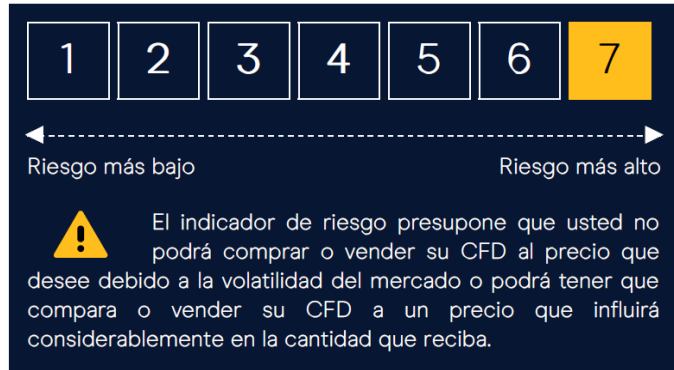 1 2 3 4 5 6 7
Riesgo más bajo Riesgo más alto
El indicador de riesgo presupone que usted no
podrá comprar o vender su CFD al precio que
desee debido a la volatilidad del mercado o podrá tener que
compara o vender su CFD a un precio que influirá
considerablemente en la cantidad que reciba.